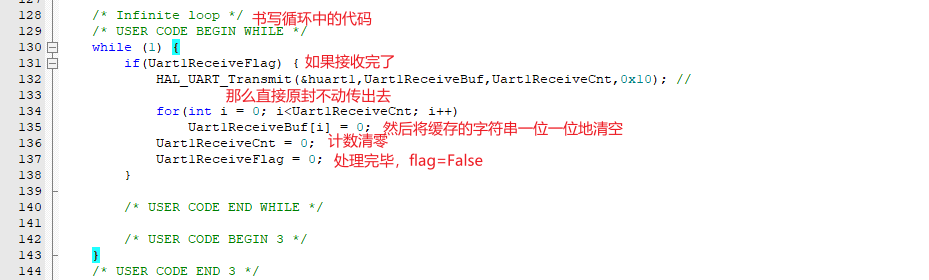 127
128 /* Infinite loop */ 书写循环中的代码
129 /* USER CODE BEGIN WHILE */
130 while (1) {
131 if(Uart1ReceiveFlag) { 如果接收完了
132 HAL_UART_Transmit(&huart1,Uart1ReceiveBuf,Uart1ReceiveCnt,0x10); //
133 那么直接原封不动传出去
134 for(int i = 0; i<Uart1ReceiveCnt; i++)
135 Uart1ReceiveBuf[i] = 0; 然后将缓存的字符串一位一位地清空
136 Uart1ReceiveCnt = 0; 计数清零
137 Uart1ReceiveFlag = 0; 处理完毕，flag=False
138 }
139
140 /* USER CODE END WHILE */
141
142 /* USER CODE BEGIN 3 */
143 }
144 /* USER CODE END 3 */